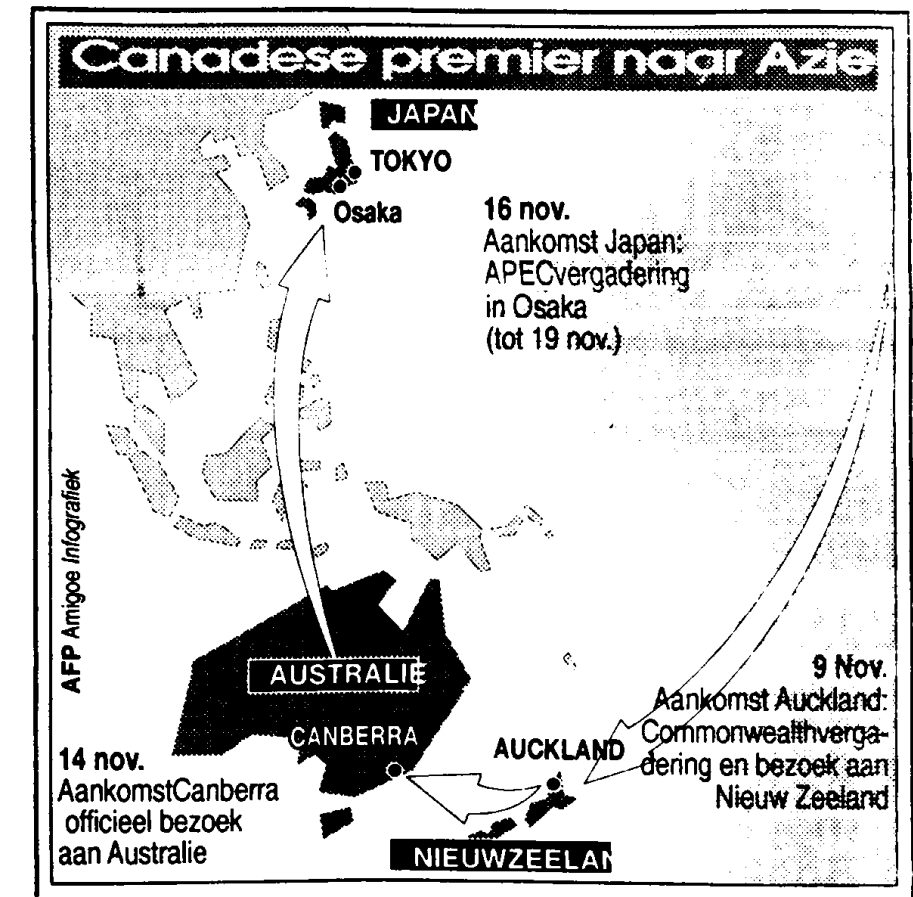 Canadese premier naar Azie
JAPAN
TOKYO
Osaka
16 nov.
Aankomst Japan:
APECvergadering
in Osaka
(tot 19 nov.)
AFP Amigoe Infografiek
AUSTRALIE
CANBERRA
14 nov.
AankomstCanberra
officieel bezoek
aan Australie
AUCKLAND
9 Nov.
Aankomst Auckland:
Commonwealthverga-
dering en bezoek aan
Nieuw Zeeland
NIEUWZEELAN